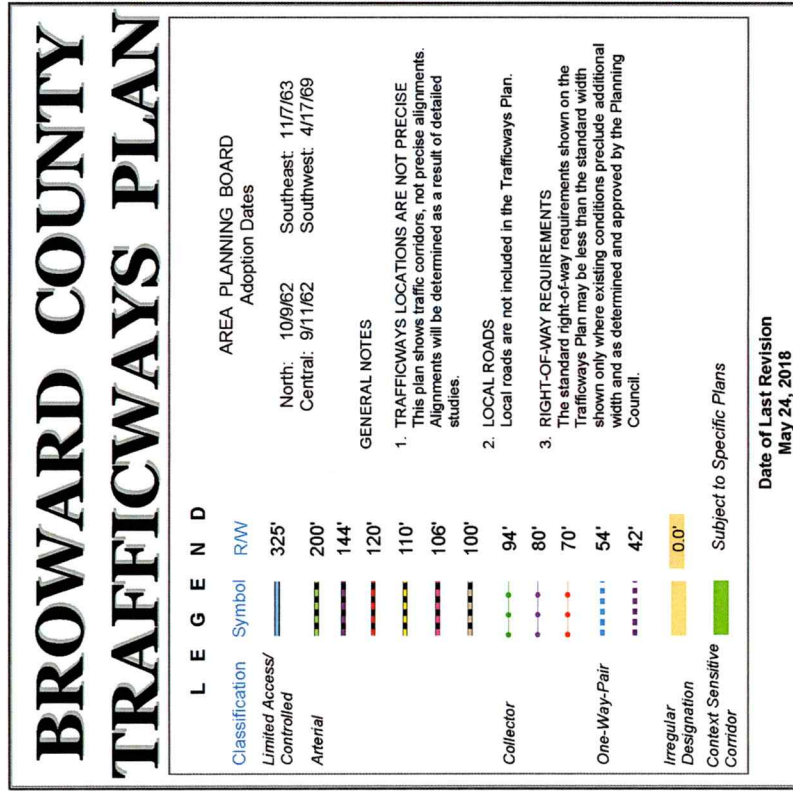 BROWARD COUNTY
TRAFFICWAYS PLAN
L E G E N D
Classification Symbol R/W
Limited Access/
Controlled 325'
Arterial 200'
144'
120'
110'
106'
100'
Collector 94'
80'
70'
One-Way-Pair 54'
42'
Irregular
Designation 0.0'
Context Sensitive
Corridor Subject to Specific Plans
AREA PLANNING BOARD
Adoption Dates
North: 10/9/62 Southeast: 11/7/63
Central: 9/11/62 Southwest: 4/17/69
GENERAL NOTES
1. TRAFFICWAYS LOCATIONS ARE NOT PRECISE
This plan shows traffic corridors, not precise alignments.
Alignments will be determined as a result of detailed
studies.
2. LOCAL ROADS
Local roads are not included in the Trafficways Plan.
3. RIGHT-OF-WAY REQUIREMENTS
The standard right-of-way requirements shown on the
Trafficways Plan may be less than the standard width
shown only where existing conditions preclude additional
width and as determined and approved by the Planning
Council.
Date of Last Revision
May 24, 2018